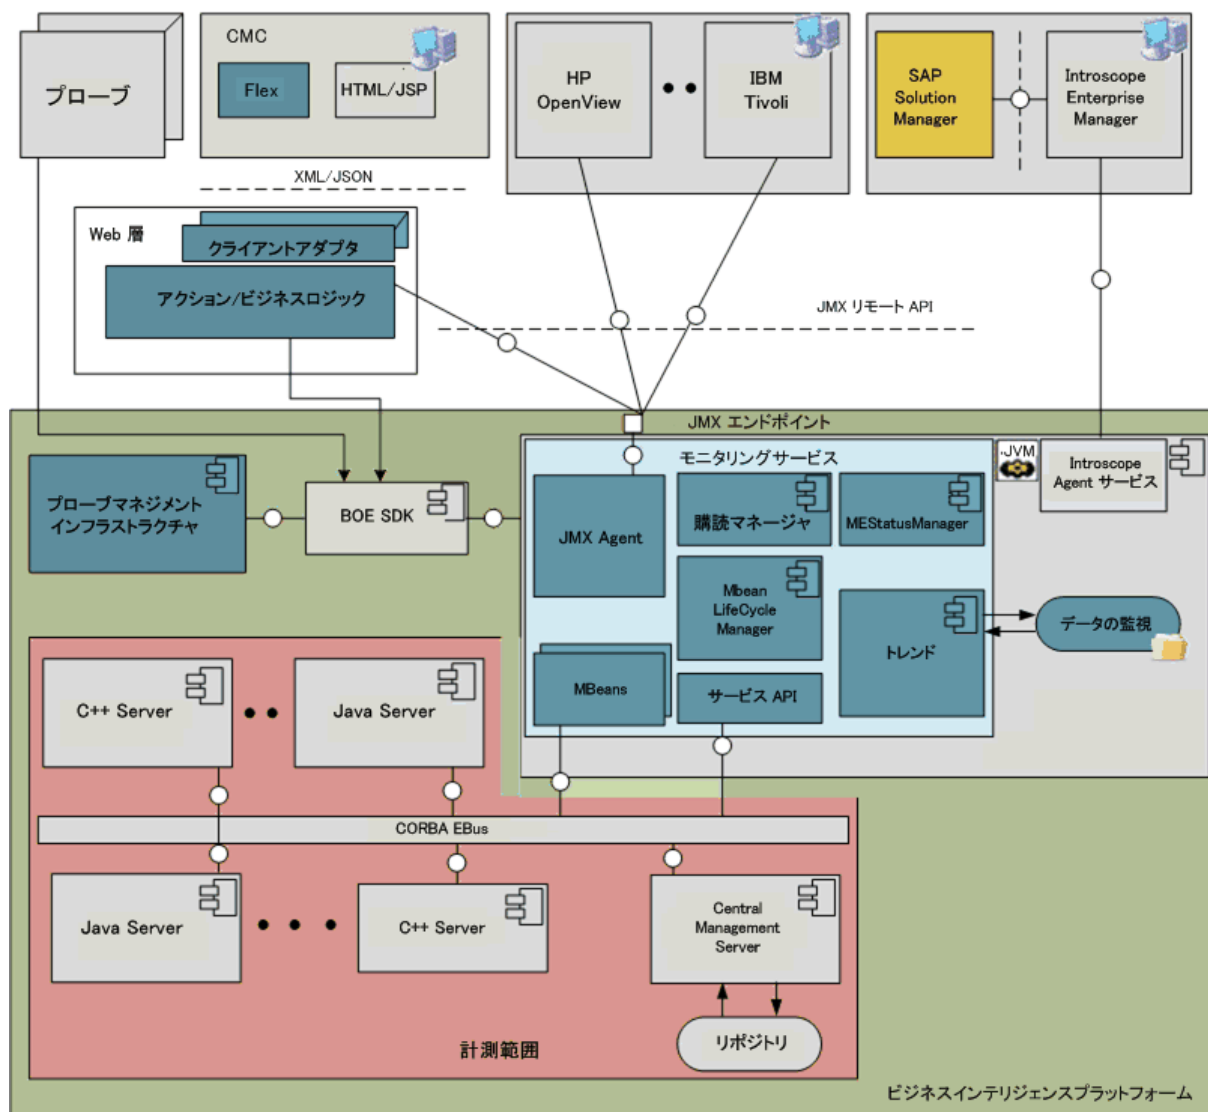 プローブ
CMC
Flex
HTML/JSP
HP
OpenView
IBM
Tivoli
SAP
Solution
Manager
Introscope
Enterprise
Manager
XML/JSON
Web 層
クライアントアダプタ
アクション/ビジネスロジック
JMX リモート API
JMX エンドポイント
プローブマネジメント
インフラストラクチャ
BOE SDK
モニタリングサービス
JMX Agent
購読マネージャ
MEStatusManager
JVM
Introscope
Agent サービス
Mbean
LifeCycle
Manager
トレンド
データの監視
MBeans
サービス API
C++ Server
Java Server
CORBA EBus
Java Server
C++ Server
Central
Management
Server
リポジトリ
計測範囲
ビジネスインテリジェンスプラットフォーム